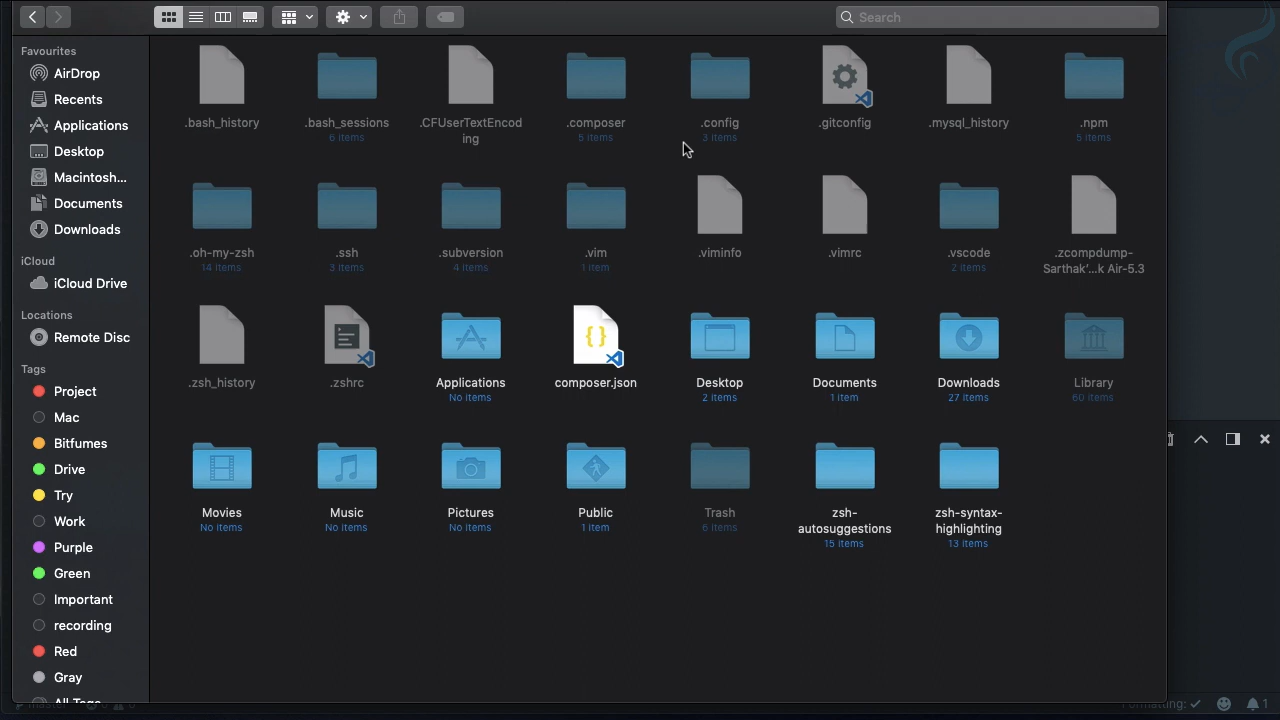 Search
Favourites
AirDrop
Recents
Applications
Desktop
Macintosh...
Documents
Downloads
iCloud
iCloud Drive
Locations
Remote Disc
Tags
Project
Mac
Bitfumes
Drive
Try
Work
Purple
Green
Important
recording
Red
Gray
All Tags
.bash_history
.bash_sessions
6 items
.CFUserTextEncod
ing
.composer
5 items
.config
3 items
.gitconfig
.mysql_history
.npm
5 items
.oh-my-zsh
14 items
.ssh
3 items
.subversion
4 items
.vim
1 item
.viminfo
.vimrc
.vscode
2 items
.zcompdump-
Sarthak’...k Air-5.3
.zsh_history
.zshrc
Applications
No items
{ }
composer.json
Desktop
2 items
Documents
1 item
Downloads
27 items
Library
60 items
Movies
No items
Music
No items
Pictures
No items
Public
1 item
Trash
6 items
zsh-
autosuggestions
15 items
zsh-syntax-
highlighting
13 items
master
Formatting: ✓
1